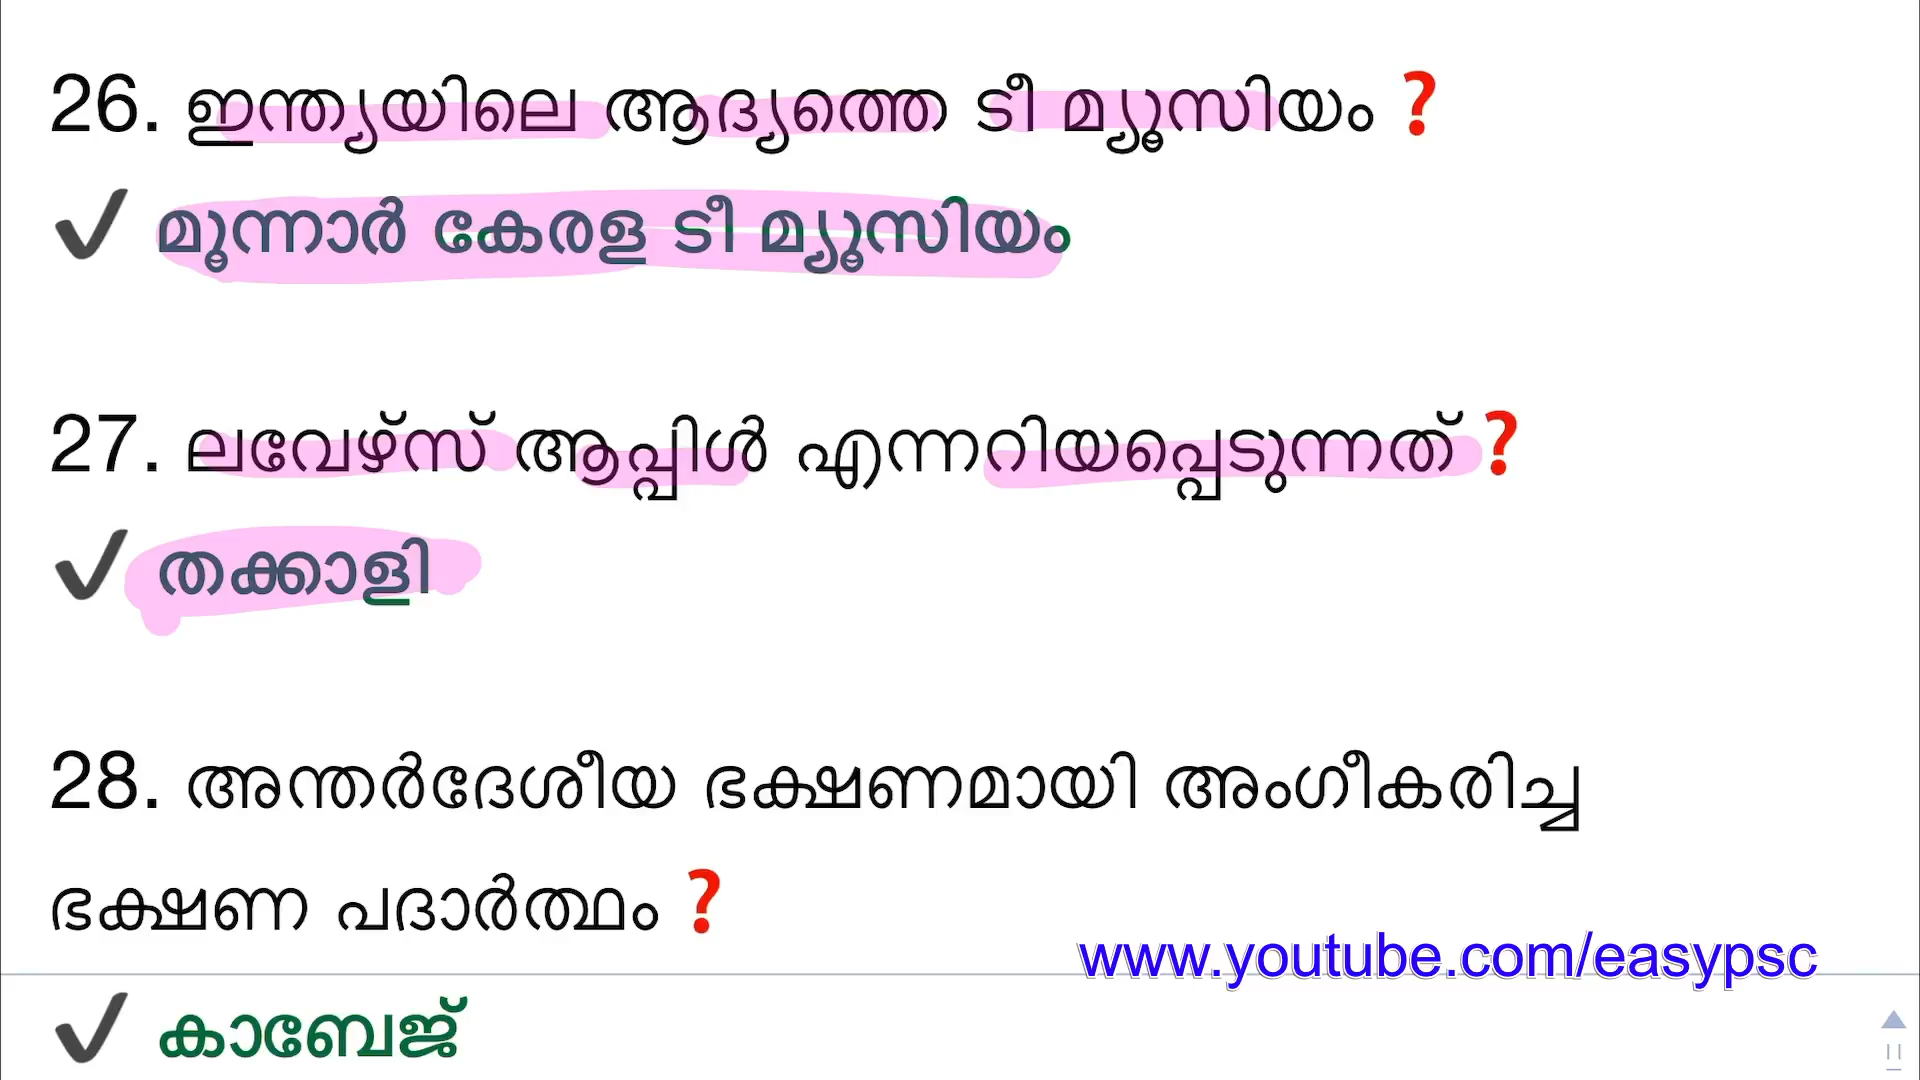 26. ഇന്ത്യയിലെ ആദ്യത്തെ ടീ മ്യൂസിയം ❓
✔ മൂന്നാർ കേരള ടീ മ്യൂസിയം
27. ലവേഴ്സ് ആപ്പിൾ എന്നറിയപ്പെടുന്നത് ❓
✔ തക്കാളി
28. അന്തർദേശീയ ഭക്ഷണമായി അംഗീകരിച്ച
ഭക്ഷണ പദാർത്ഥം ❓
www.youtube.com/easypsc
✔ കാബേജ്